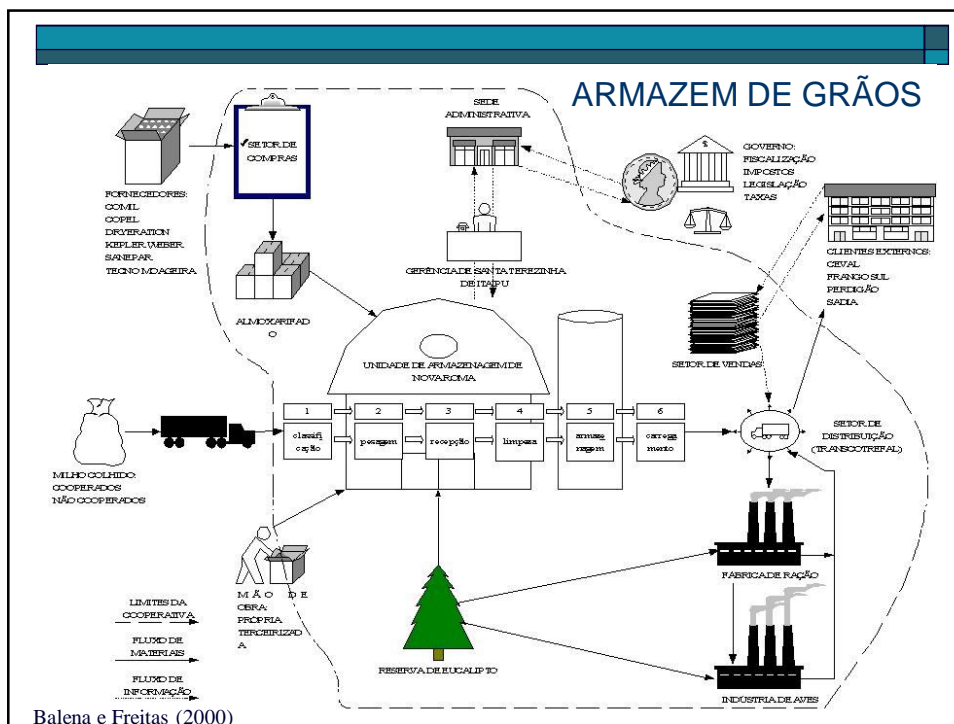 ARMAZEM DE GRÃOS
SETOR DE
COMPRAS
SEDE
ADMINISTRATIVA
GOVERNO:
FISCALIZAÇÃO
IMPOSTOS
LEGISLAÇÃO
TAXAS
FORNECEDORES:
COMIL
COPEL
DRYERATION
KEPLER WEBER
SANEPAR
TECNO MOAGEIRA
GERÊNCIA DE SANTA TEREZINHA
DE ITAIPU
CLIENTES EXTERNOS:
CEVAL
FRANGO SUL
PERDIGÃO
SADIA
ALMOXARIFAD
O
UNIDADE DE ARMAZENAGEM DE
NOVA ROMA
SETOR DE VENDAS
1
2
3
4
5
6
classifi
cação
pesagem
recepção
limpeza
armaze
nagem
carrega
mento
SETOR DE
DISTRIBUIÇÃO
(TRANSCOTREFAL)
MILHO COLHIDO:
COOPERADOS
NÃO COOPERADOS
MÃO DE
OBRA:
PRÓPRIA
TERCEIRIZAD
A
FÁBRICA DE RAÇÃO
RESERVA DE EUCALIPTO
INDÚSTRIA DE AVES
LIMITES DA
COOPERATIVA
FLUXO DE
MATERIAIS
FLUXO DE
INFORMAÇÃO
Balena e Freitas (2000)